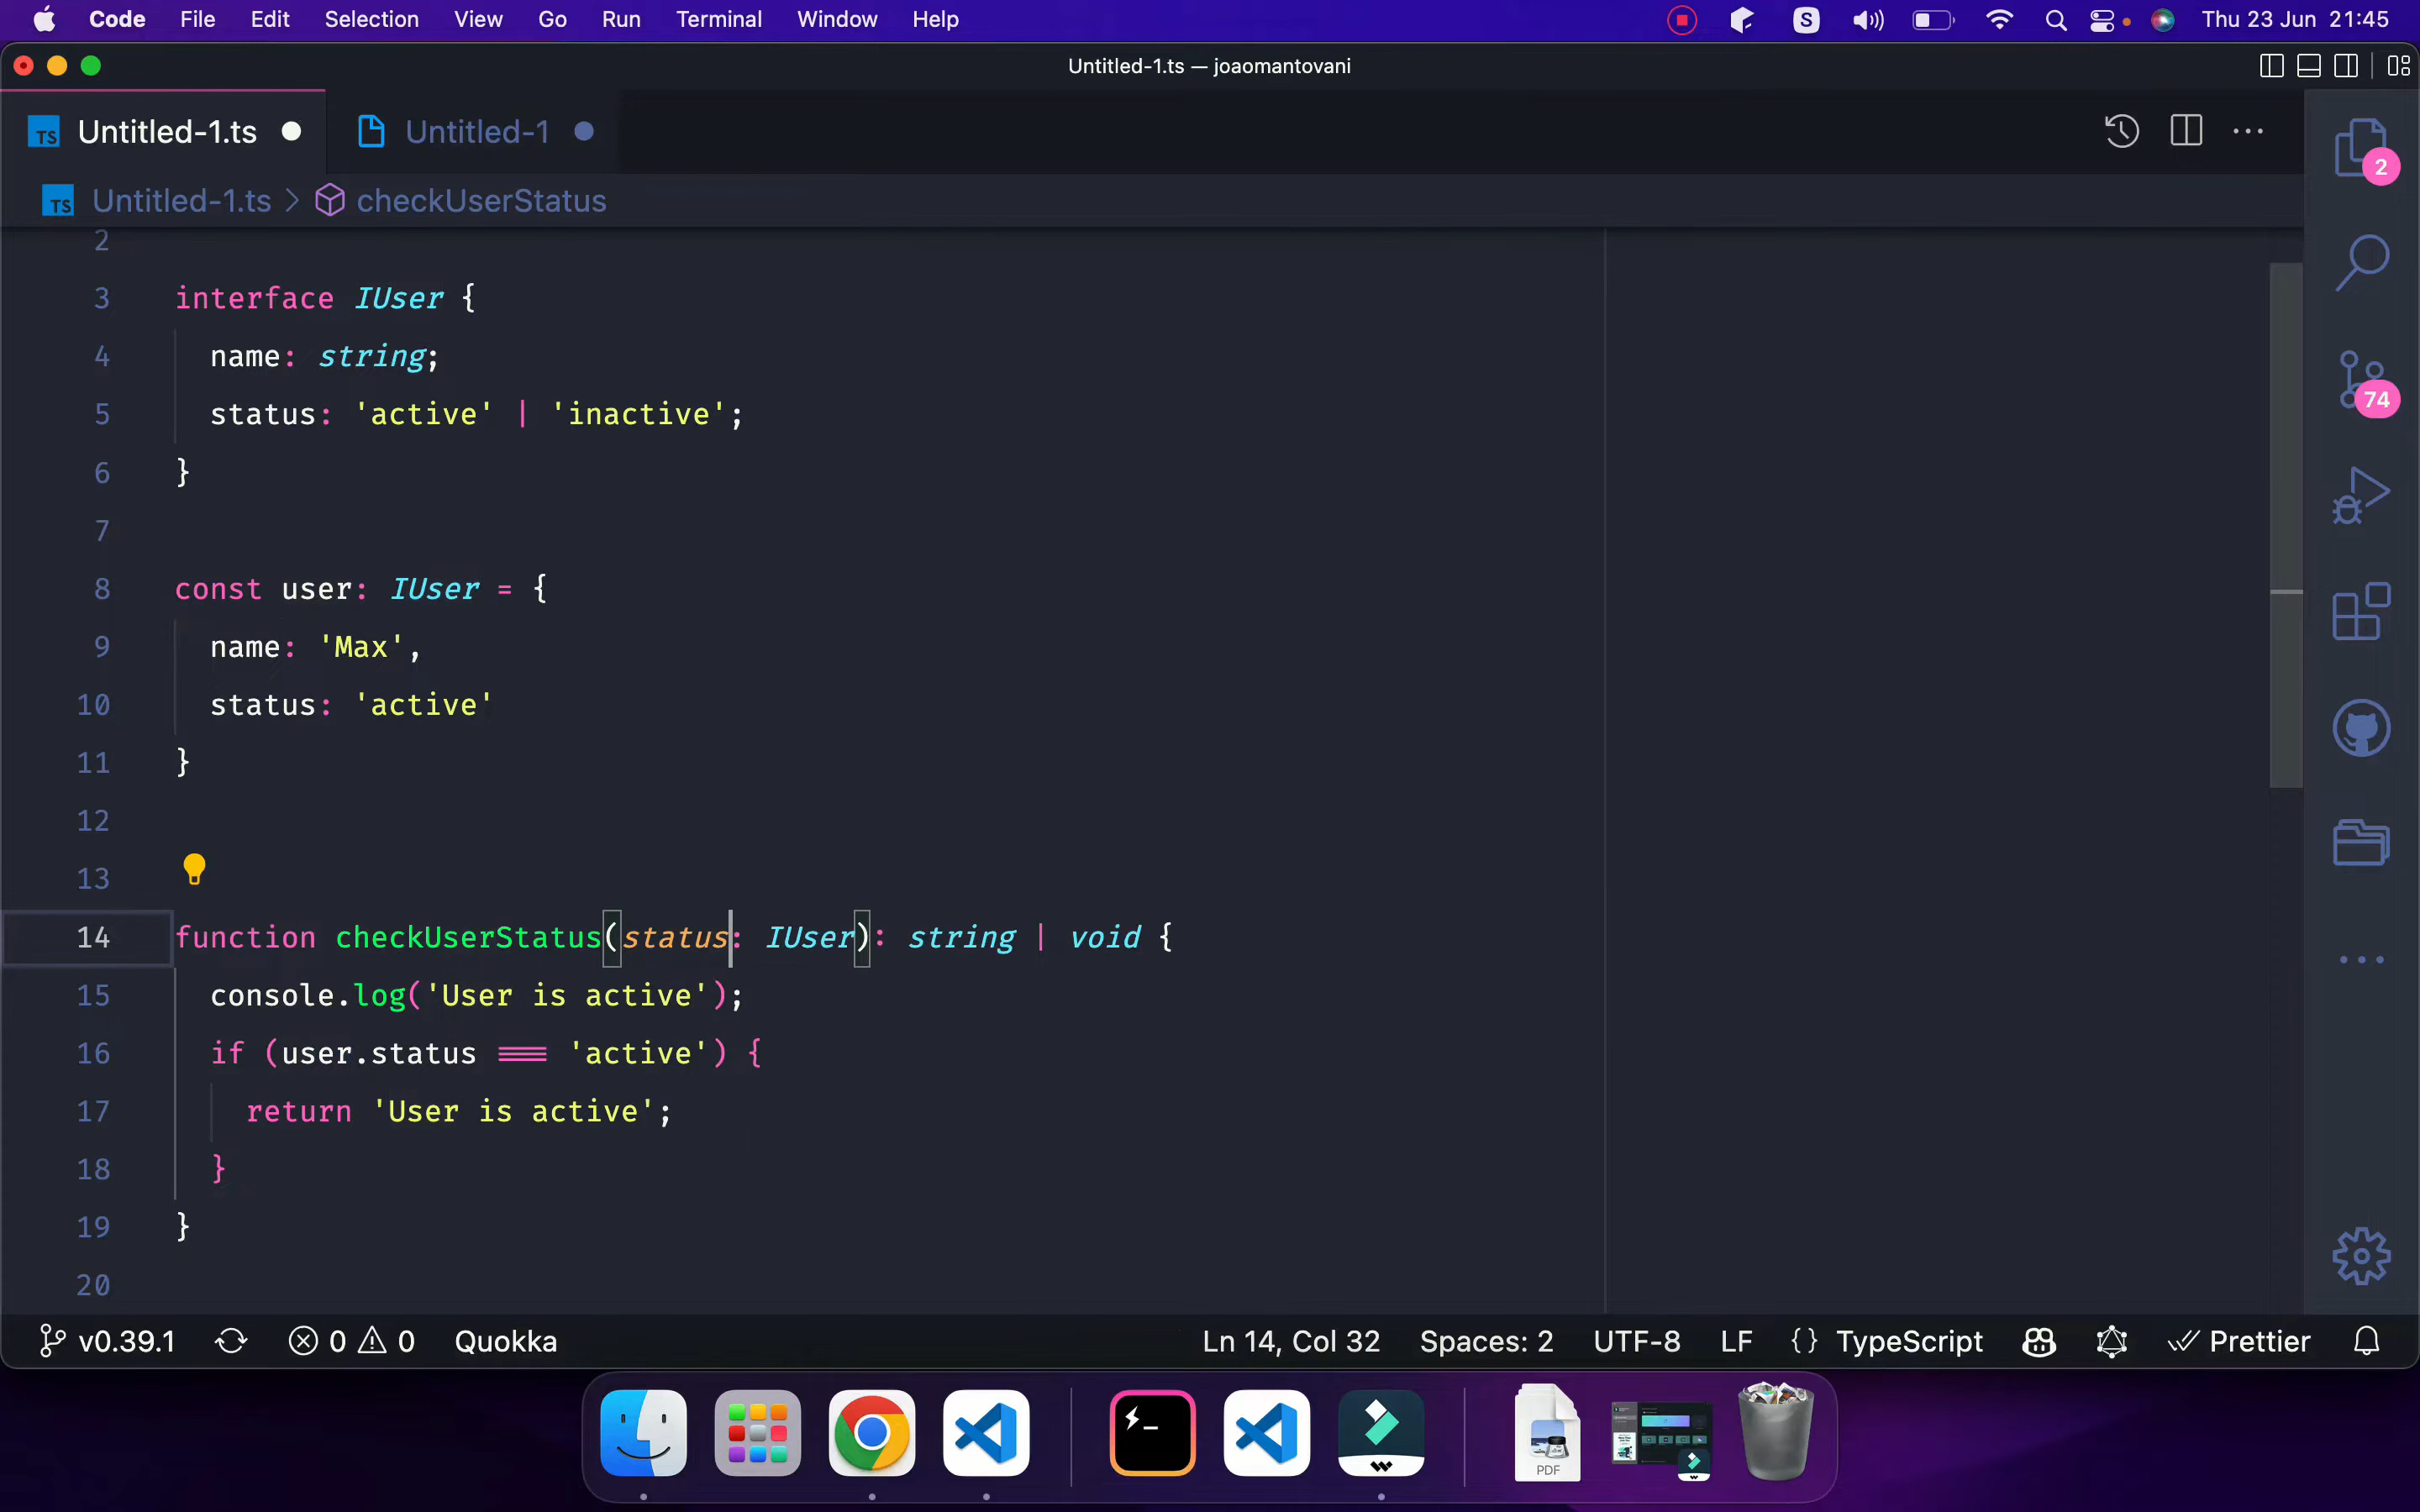 Code File Edit Selection View Go Run Terminal Window Help S Thu 23 Jun 21:45
Untitled-1.ts — joaomantovani
TS Untitled-1.ts Untitled-1
TS Untitled-1.ts > checkUserStatus
2
2
3 interface IUser {
4 name: string;
5 status: 'active' | 'inactive';
74
6 }
7
8 const user: IUser = {
9 name: 'Max',
10 status: 'active'
11 }
12
13
14 function checkUserStatus(status: IUser): string | void {
15 console.log('User is active');
16 if (user.status === 'active') {
17 return 'User is active';
18 }
19 }
20
v0.39.1 0 0 Quokka Ln 14, Col 32 Spaces: 2 UTF-8 LF {} TypeScript Prettier
PDF